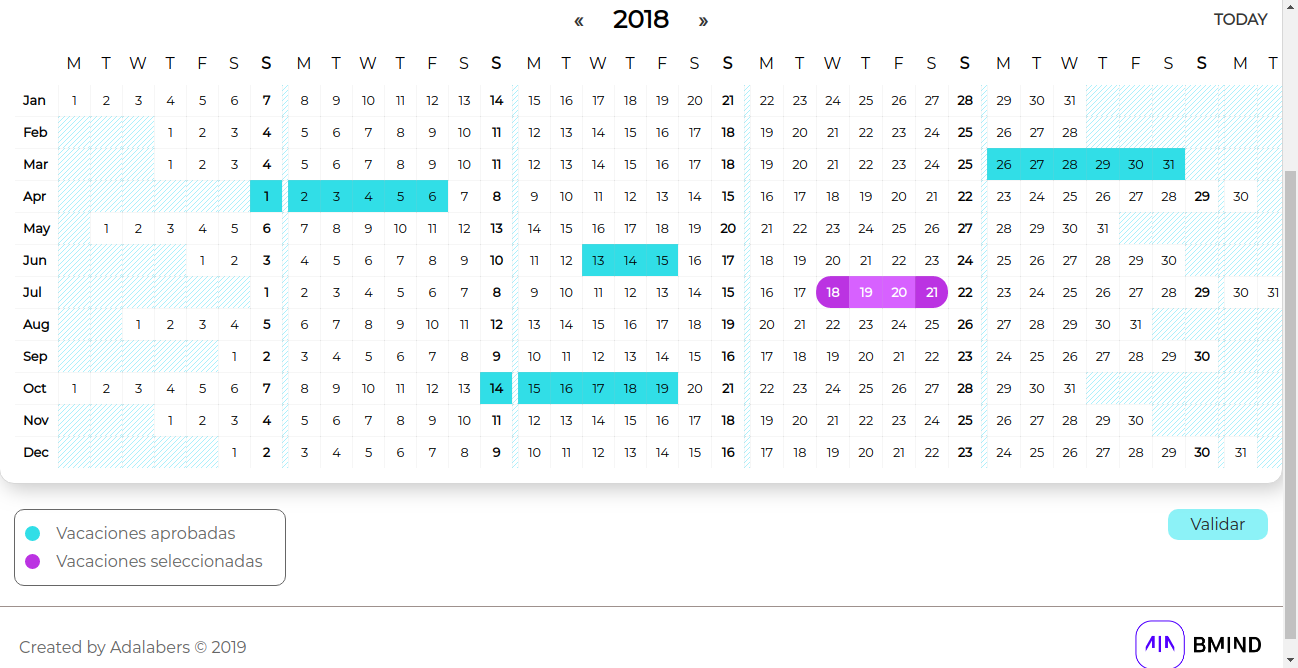 « 2018 » TODAY
M T W T F S S M T W T F S S M T W T F S S M T W T F S S M T W T F S S M T
Jan 1 2 3 4 5 6 7 8 9 10 11 12 13 14 15 16 17 18 19 20 21 22 23 24 25 26 27 28 29 30 31
Feb 1 2 3 4 5 6 7 8 9 10 11 12 13 14 15 16 17 18 19 20 21 22 23 24 25 26 27 28
Mar 1 2 3 4 5 6 7 8 9 10 11 12 13 14 15 16 17 18 19 20 21 22 23 24 25 26 27 28 29 30 31
Apr 1 2 3 4 5 6 7 8 9 10 11 12 13 14 15 16 17 18 19 20 21 22 23 24 25 26 27 28 29 30
May 1 2 3 4 5 6 7 8 9 10 11 12 13 14 15 16 17 18 19 20 21 22 23 24 25 26 27 28 29 30 31
Jun 1 2 3 4 5 6 7 8 9 10 11 12 13 14 15 16 17 18 19 20 21 22 23 24 25 26 27 28 29 30
Jul 1 2 3 4 5 6 7 8 9 10 11 12 13 14 15 16 17 18 19 20 21 22 23 24 25 26 27 28 29 30 31
Aug 1 2 3 4 5 6 7 8 9 10 11 12 13 14 15 16 17 18 19 20 21 22 23 24 25 26 27 28 29 30 31
Sep 1 2 3 4 5 6 7 8 9 10 11 12 13 14 15 16 17 18 19 20 21 22 23 24 25 26 27 28 29 30
Oct 1 2 3 4 5 6 7 8 9 10 11 12 13 14 15 16 17 18 19 20 21 22 23 24 25 26 27 28 29 30 31
Nov 1 2 3 4 5 6 7 8 9 10 11 12 13 14 15 16 17 18 19 20 21 22 23 24 25 26 27 28 29 30
Dec 1 2 3 4 5 6 7 8 9 10 11 12 13 14 15 16 17 18 19 20 21 22 23 24 25 26 27 28 29 30 31
Vacaciones aprobadas
Vacaciones seleccionadas
Validar
Created by Adalabers © 2019
BMIND